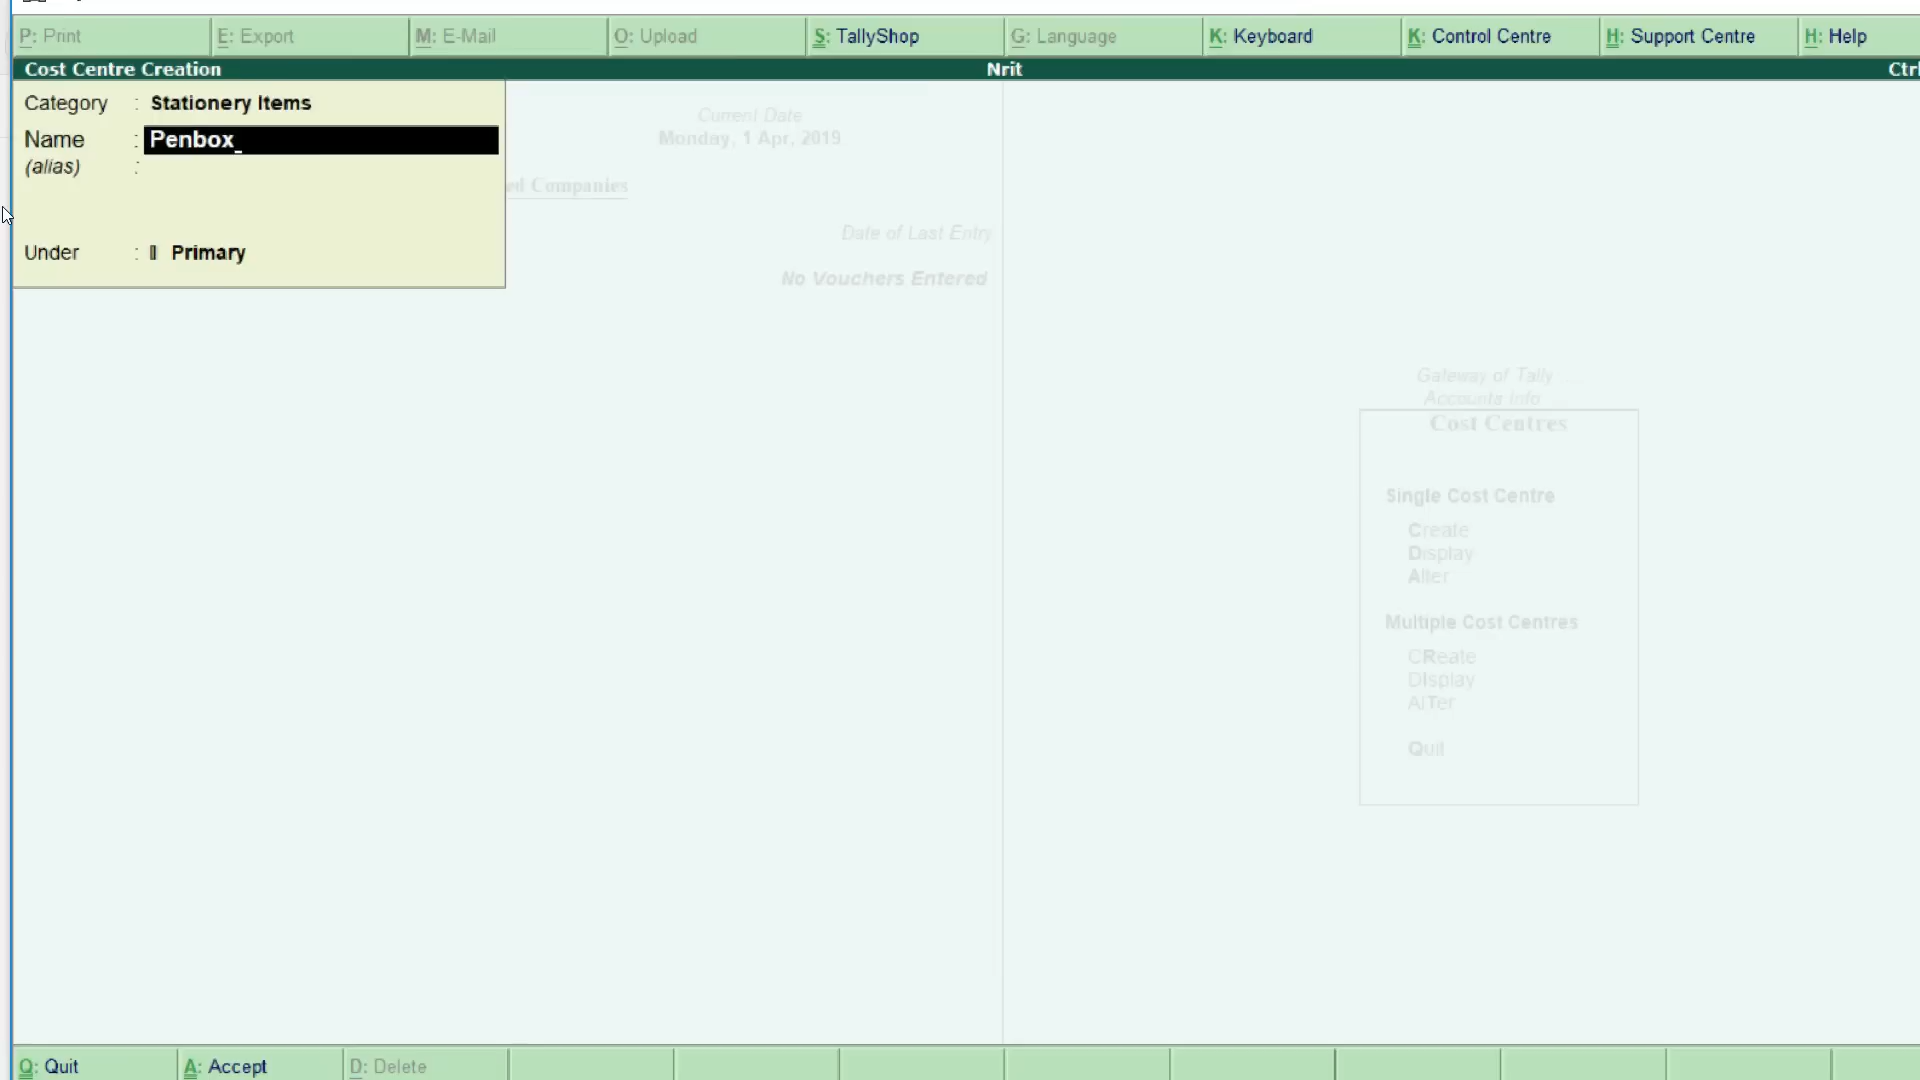 P: Print E: Export M: E-Mail O: Upload S: TallyShop G: Language K: Keyboard K: Control Centre H: Support Centre H: Help
Cost Centre Creation Nrit Ctrl
Category : Stationery Items
Name : Penbox_
(alias) :
Under : Primary
Current Date
Monday, 1 Apr, 2019
ed Companies
Date of Last Entry
No Vouchers Entered
Gateway of Tally ....
Accounts Info
Cost Centres
Single Cost Centre
Create
Display
Alter
Multiple Cost Centres
CReate
DIsplay
AlTer
Quit
Q: Quit A: Accept D: Delete